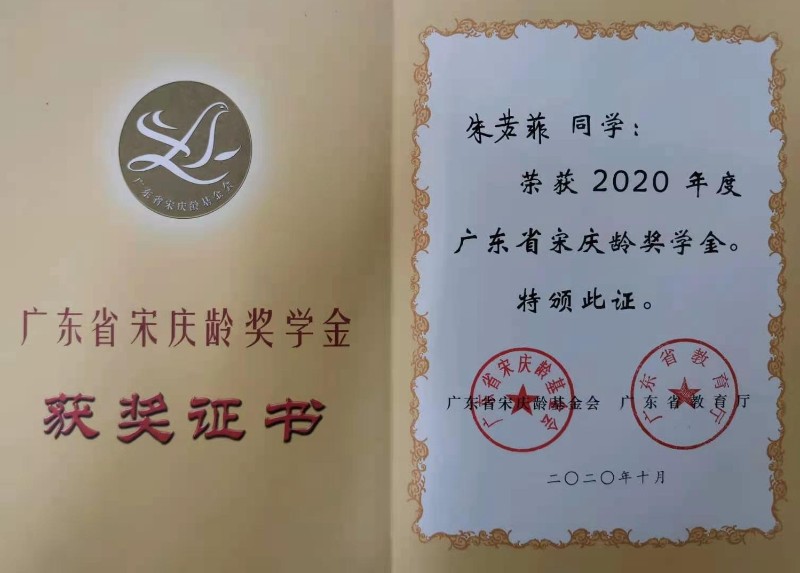 广东省宋庆龄基金会
广东省宋庆龄奖学金
获奖证书
朱若菲 同学:
荣获 2020 年度
广东省宋庆龄奖学金。
特颁此证。
广东省宋庆龄基金会
广东省教育厅
广东省宋庆龄基金会 广东省教育厅
二〇二〇年十月